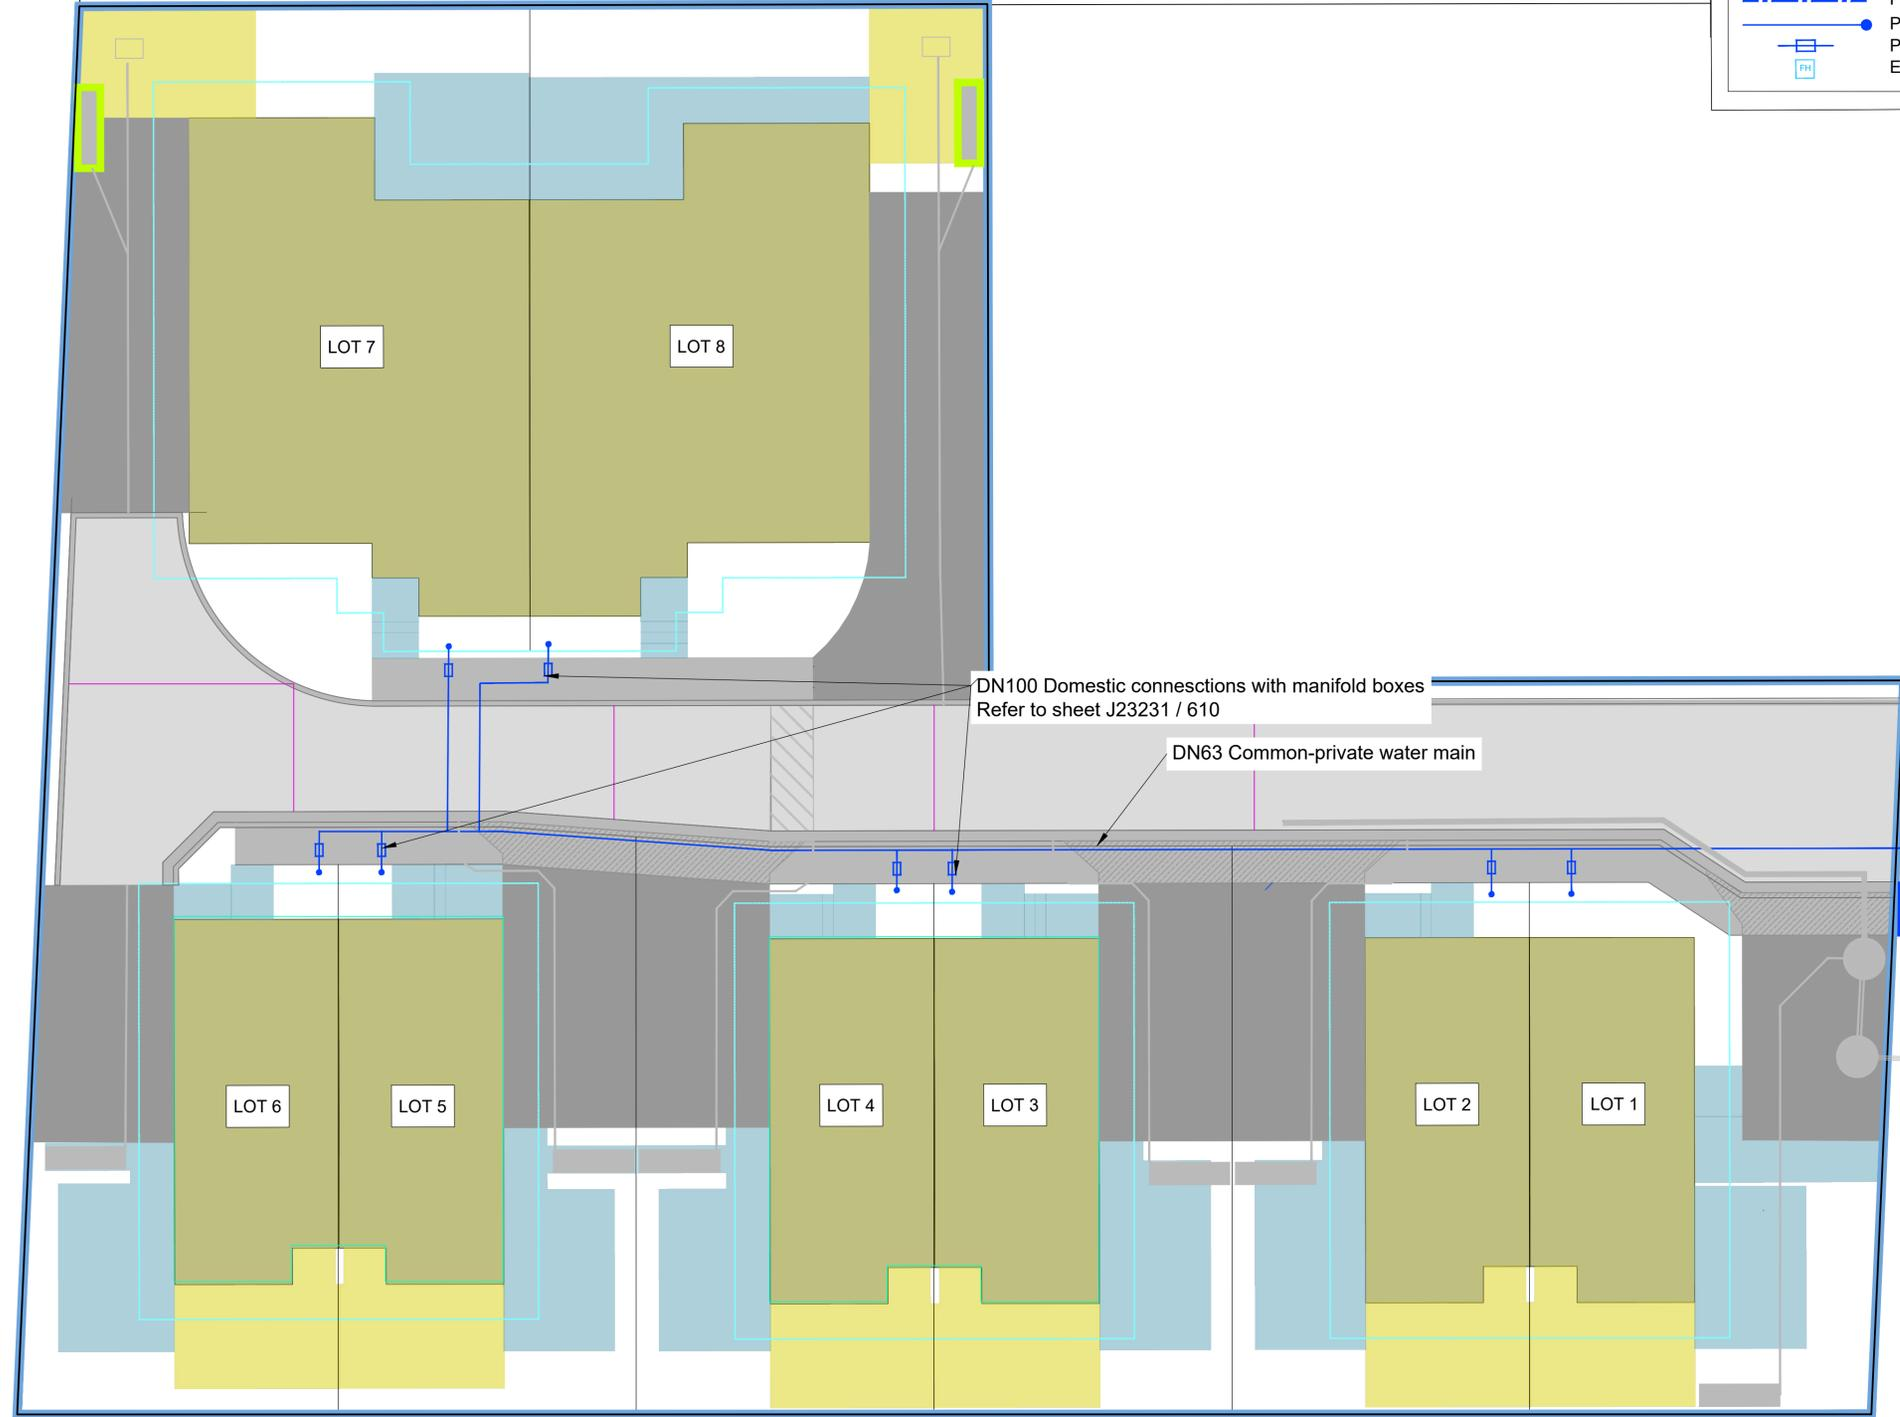 P
P
FH
E
LOT 7
LOT 8
DN100 Domestic connesctions with manifold boxes
Refer to sheet J23231 / 610
DN63 Common-private water main
LOT 6
LOT 5
LOT 4
LOT 3
LOT 2
LOT 1